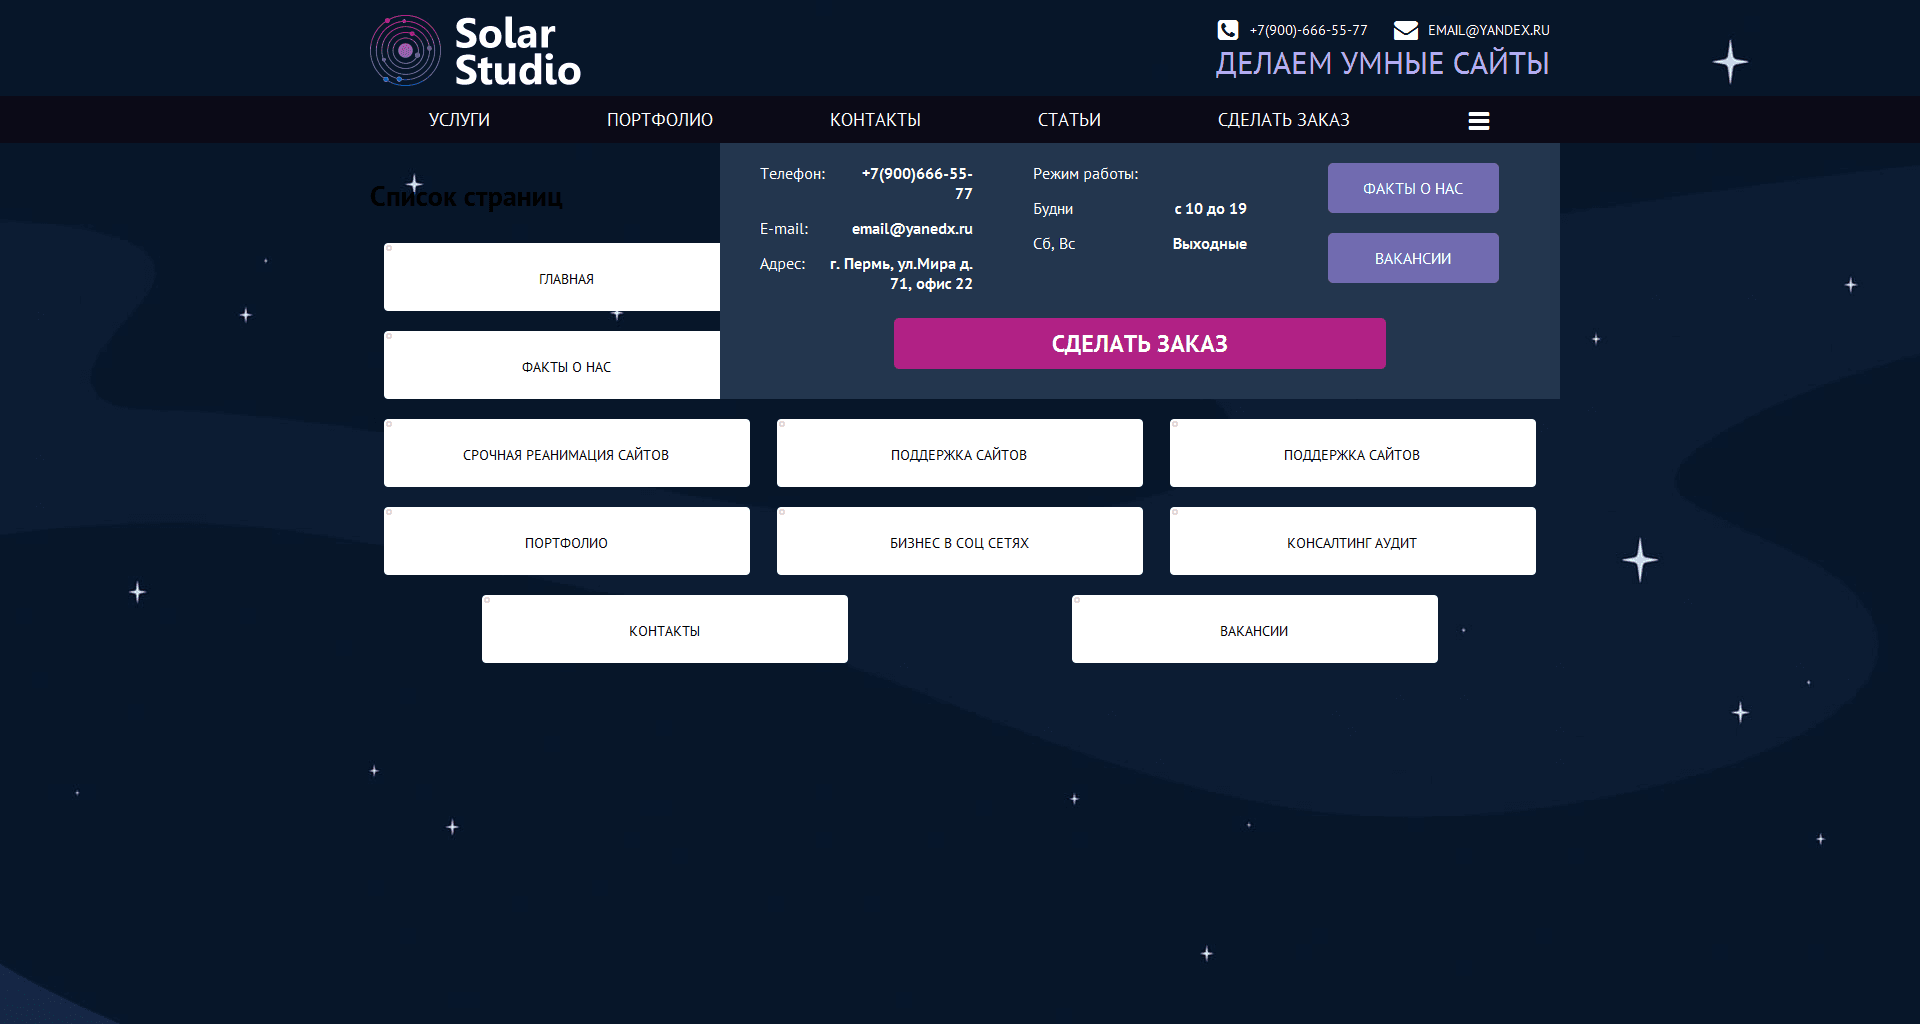 Solar
Studio
+7(900)-666-55-77
EMAIL@YANDEX.RU
ДЕЛАЕМ УМНЫЕ САЙТЫ
УСЛУГИ
ПОРТФОЛИО
КОНТАКТЫ
СТАТЬИ
СДЕЛАТЬ ЗАКАЗ
Список страниц
Телефон:
+7(900)666-55-
77
E-mail:
email@yanedx.ru
Адрес:
г. Пермь, ул.Мира д.
71, офис 22
Режим работы:
Будни
с 10 до 19
Сб, Вс
Выходные
ФАКТЫ О НАС
ВАКАНСИИ
СДЕЛАТЬ ЗАКАЗ
ГЛАВНАЯ
ФАКТЫ О НАС
СРОЧНАЯ РЕАНИМАЦИЯ САЙТОВ
ПОДДЕРЖКА САЙТОВ
ПОДДЕРЖКА САЙТОВ
ПОРТФОЛИО
БИЗНЕС В СОЦ СЕТЯХ
КОНСАЛТИНГ АУДИТ
КОНТАКТЫ
ВАКАНСИИ